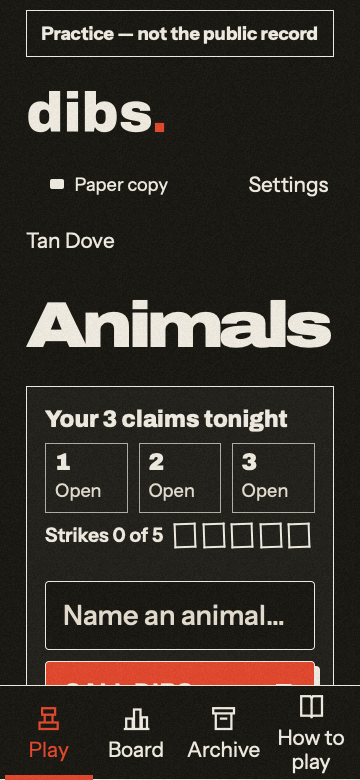 Practice — not the public record
dibs.
Paper copy
Settings
Tan Dove
Animals
Your 3 claims tonight
1
Open
2
Open
3
Open
Strikes 0 of 5
Name an animal...
Play
Board
Archive
How to
play